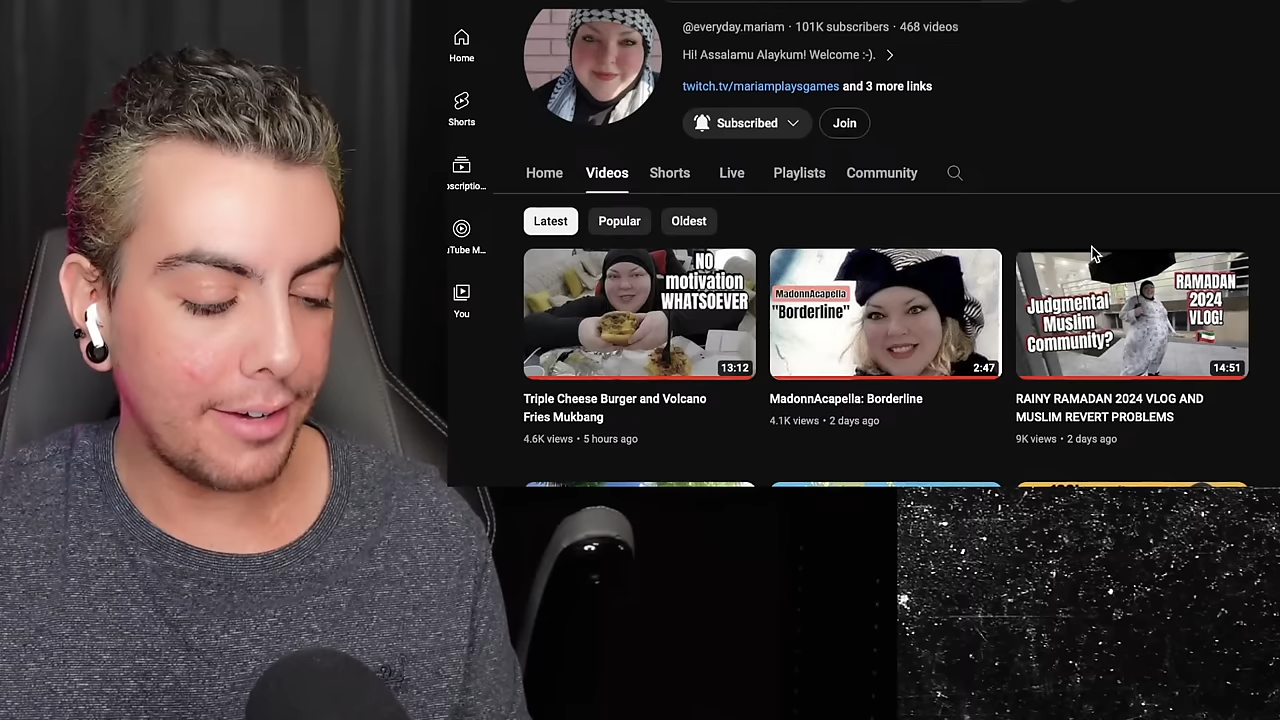 @everyday.mariam · 101K subscribers · 468 videos
Hi! Assalamu Alaykum! Welcome :-).
twitch.tv/mariamplaysgames and 3 more links
Subscribed
Join
Home
Shorts
bscriptio...
uTube M...
You
Home
Videos
Shorts
Live
Playlists
Community
Latest
Popular
Oldest
NO
motivation
WHATSOEVER
13:12
MadonnAcapella
"Borderline"
2:47
Judgmental
Muslim
Community?
RAMADAN
2024
VLOG!
14:51
Triple Cheese Burger and Volcano
Fries Mukbang
4.6K views · 5 hours ago
MadonnAcapella: Borderline
4.1K views · 2 days ago
RAINY RAMADAN 2024 VLOG AND
MUSLIM REVERT PROBLEMS
9K views · 2 days ago